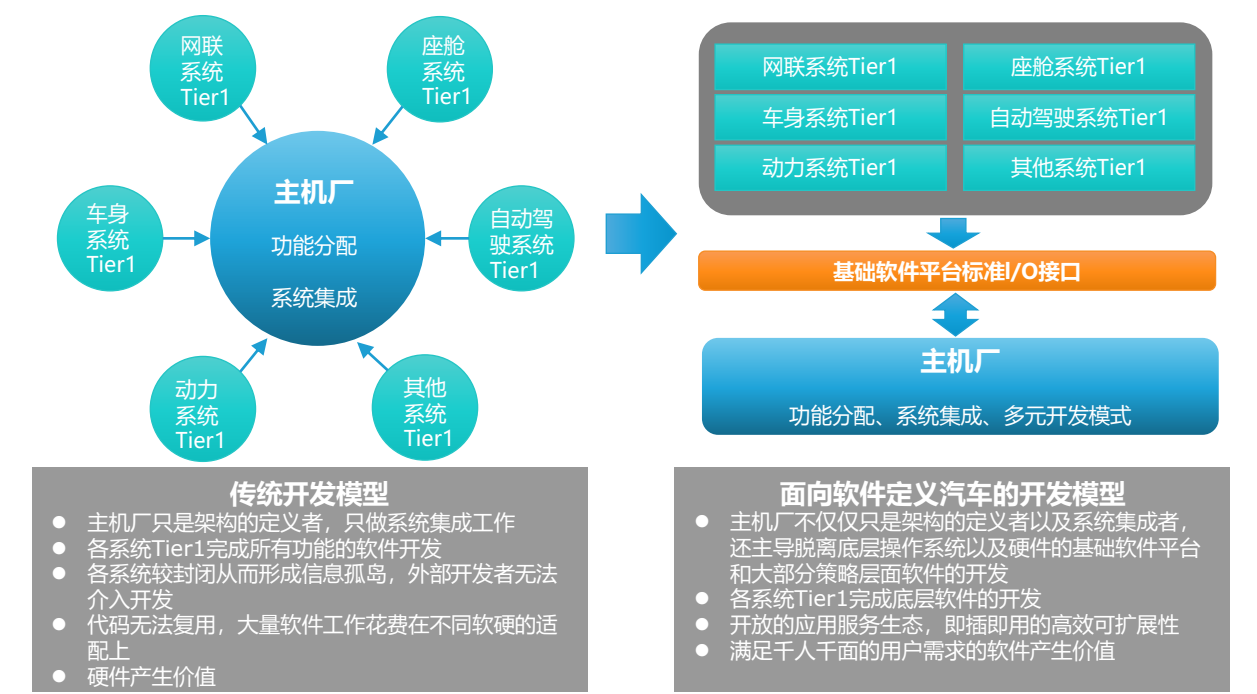 网联
系统
Tier1
座舱
系统
Tier1
主机厂
功能分配
系统集成
车身
系统
Tier1
自动驾
驶系统
Tier1
动力
系统
Tier1
其他
系统
Tier1
网联系统Tier1
座舱系统Tier1
车身系统Tier1
自动驾驶系统Tier1
动力系统Tier1
其他系统Tier1
基础软件平台标准I/O接口
主机厂
功能分配、系统集成、多元开发模式
传统开发模型
● 主机厂只是架构的定义者，只做系统集成工作
● 各系统Tier1完成所有功能的软件开发
● 各系统较封闭从而形成信息孤岛，外部开发者无法
介入开发
● 代码无法复用，大量软件工作花费在不同软硬的适
配上
● 硬件产生价值
面向软件定义汽车的开发模型
● 主机厂不仅仅只是架构的定义者以及系统集成者，
还主导脱离底层操作系统以及硬件的基础软件平台
和大部分策略层面软件的开发
● 各系统Tier1完成底层软件的开发
● 开放的应用服务生态，即插即用的高效可扩展性
● 满足千人千面的用户需求的软件产生价值